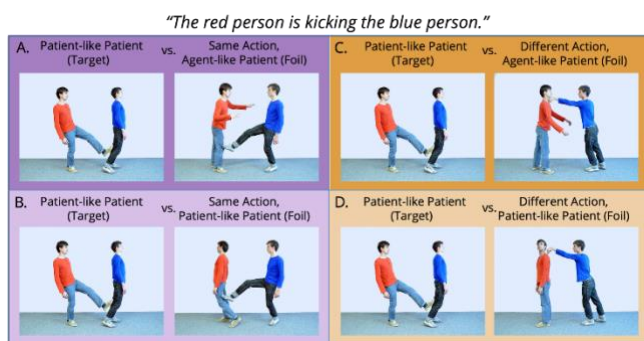 "The red person is kicking the blue person."
A. Patient-like Patient (Target) vs. Same Action, Agent-like Patient (Foil)
C. Patient-like Patient (Target) vs. Different Action, Agent-like Patient (Foil)
B. Patient-like Patient (Target) vs. Same Action, Patient-like Patient (Foil)
D. Patient-like Patient (Target) vs. Different Action, Patient-like Patient (Foil)